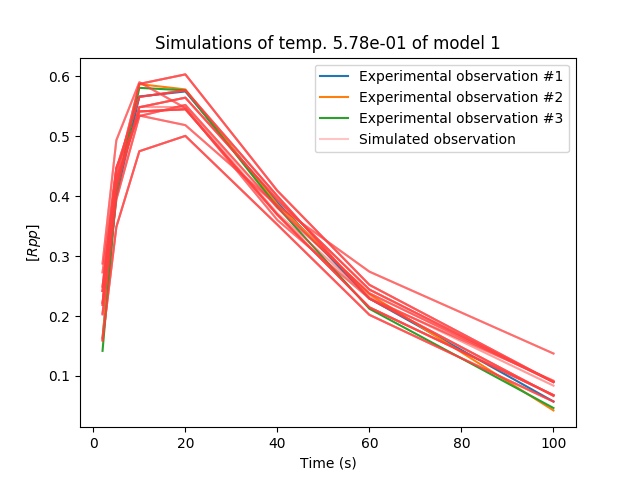 Simulations of temp. 5.78e-01 of model 1
Experimental observation #1
Experimental observation #2
Experimental observation #3
Simulated observation
[Rpp]
0.6
0.5
0.4
0.3
0.2
0.1
0 20 40 60 80 100
Time (s)